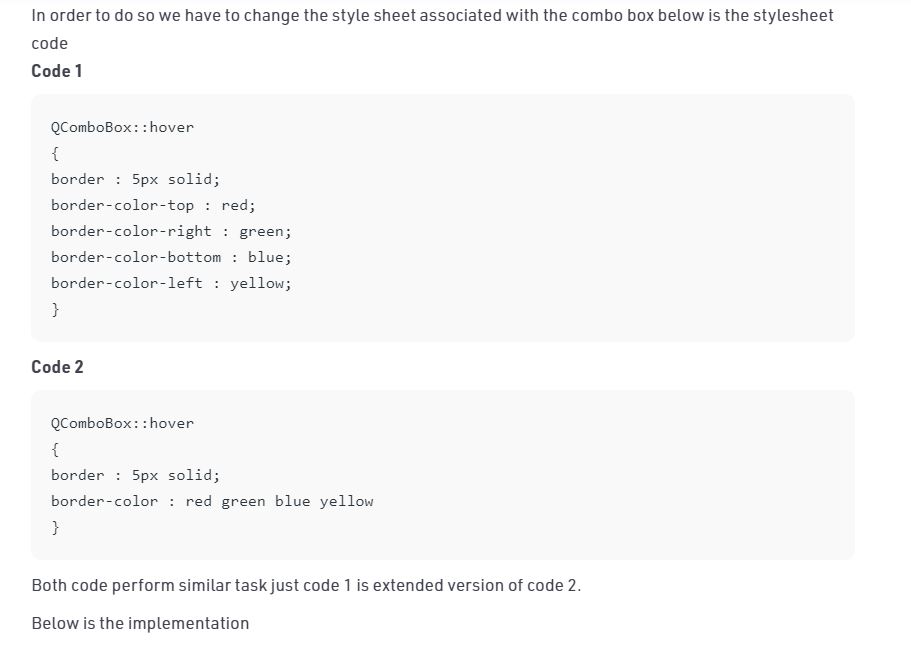 In order to do so we have to change the style sheet associated with the combo box below is the stylesheet
code
Code 1
QComboBox::hover
{
border : 5px solid;
border-color-top : red;
border-color-right : green;
border-color-bottom : blue;
border-color-left : yellow;
}
Code 2
QComboBox::hover
{
border : 5px solid;
border-color : red green blue yellow
}
Both code perform similar task just code 1 is extended version of code 2.
Below is the implementation